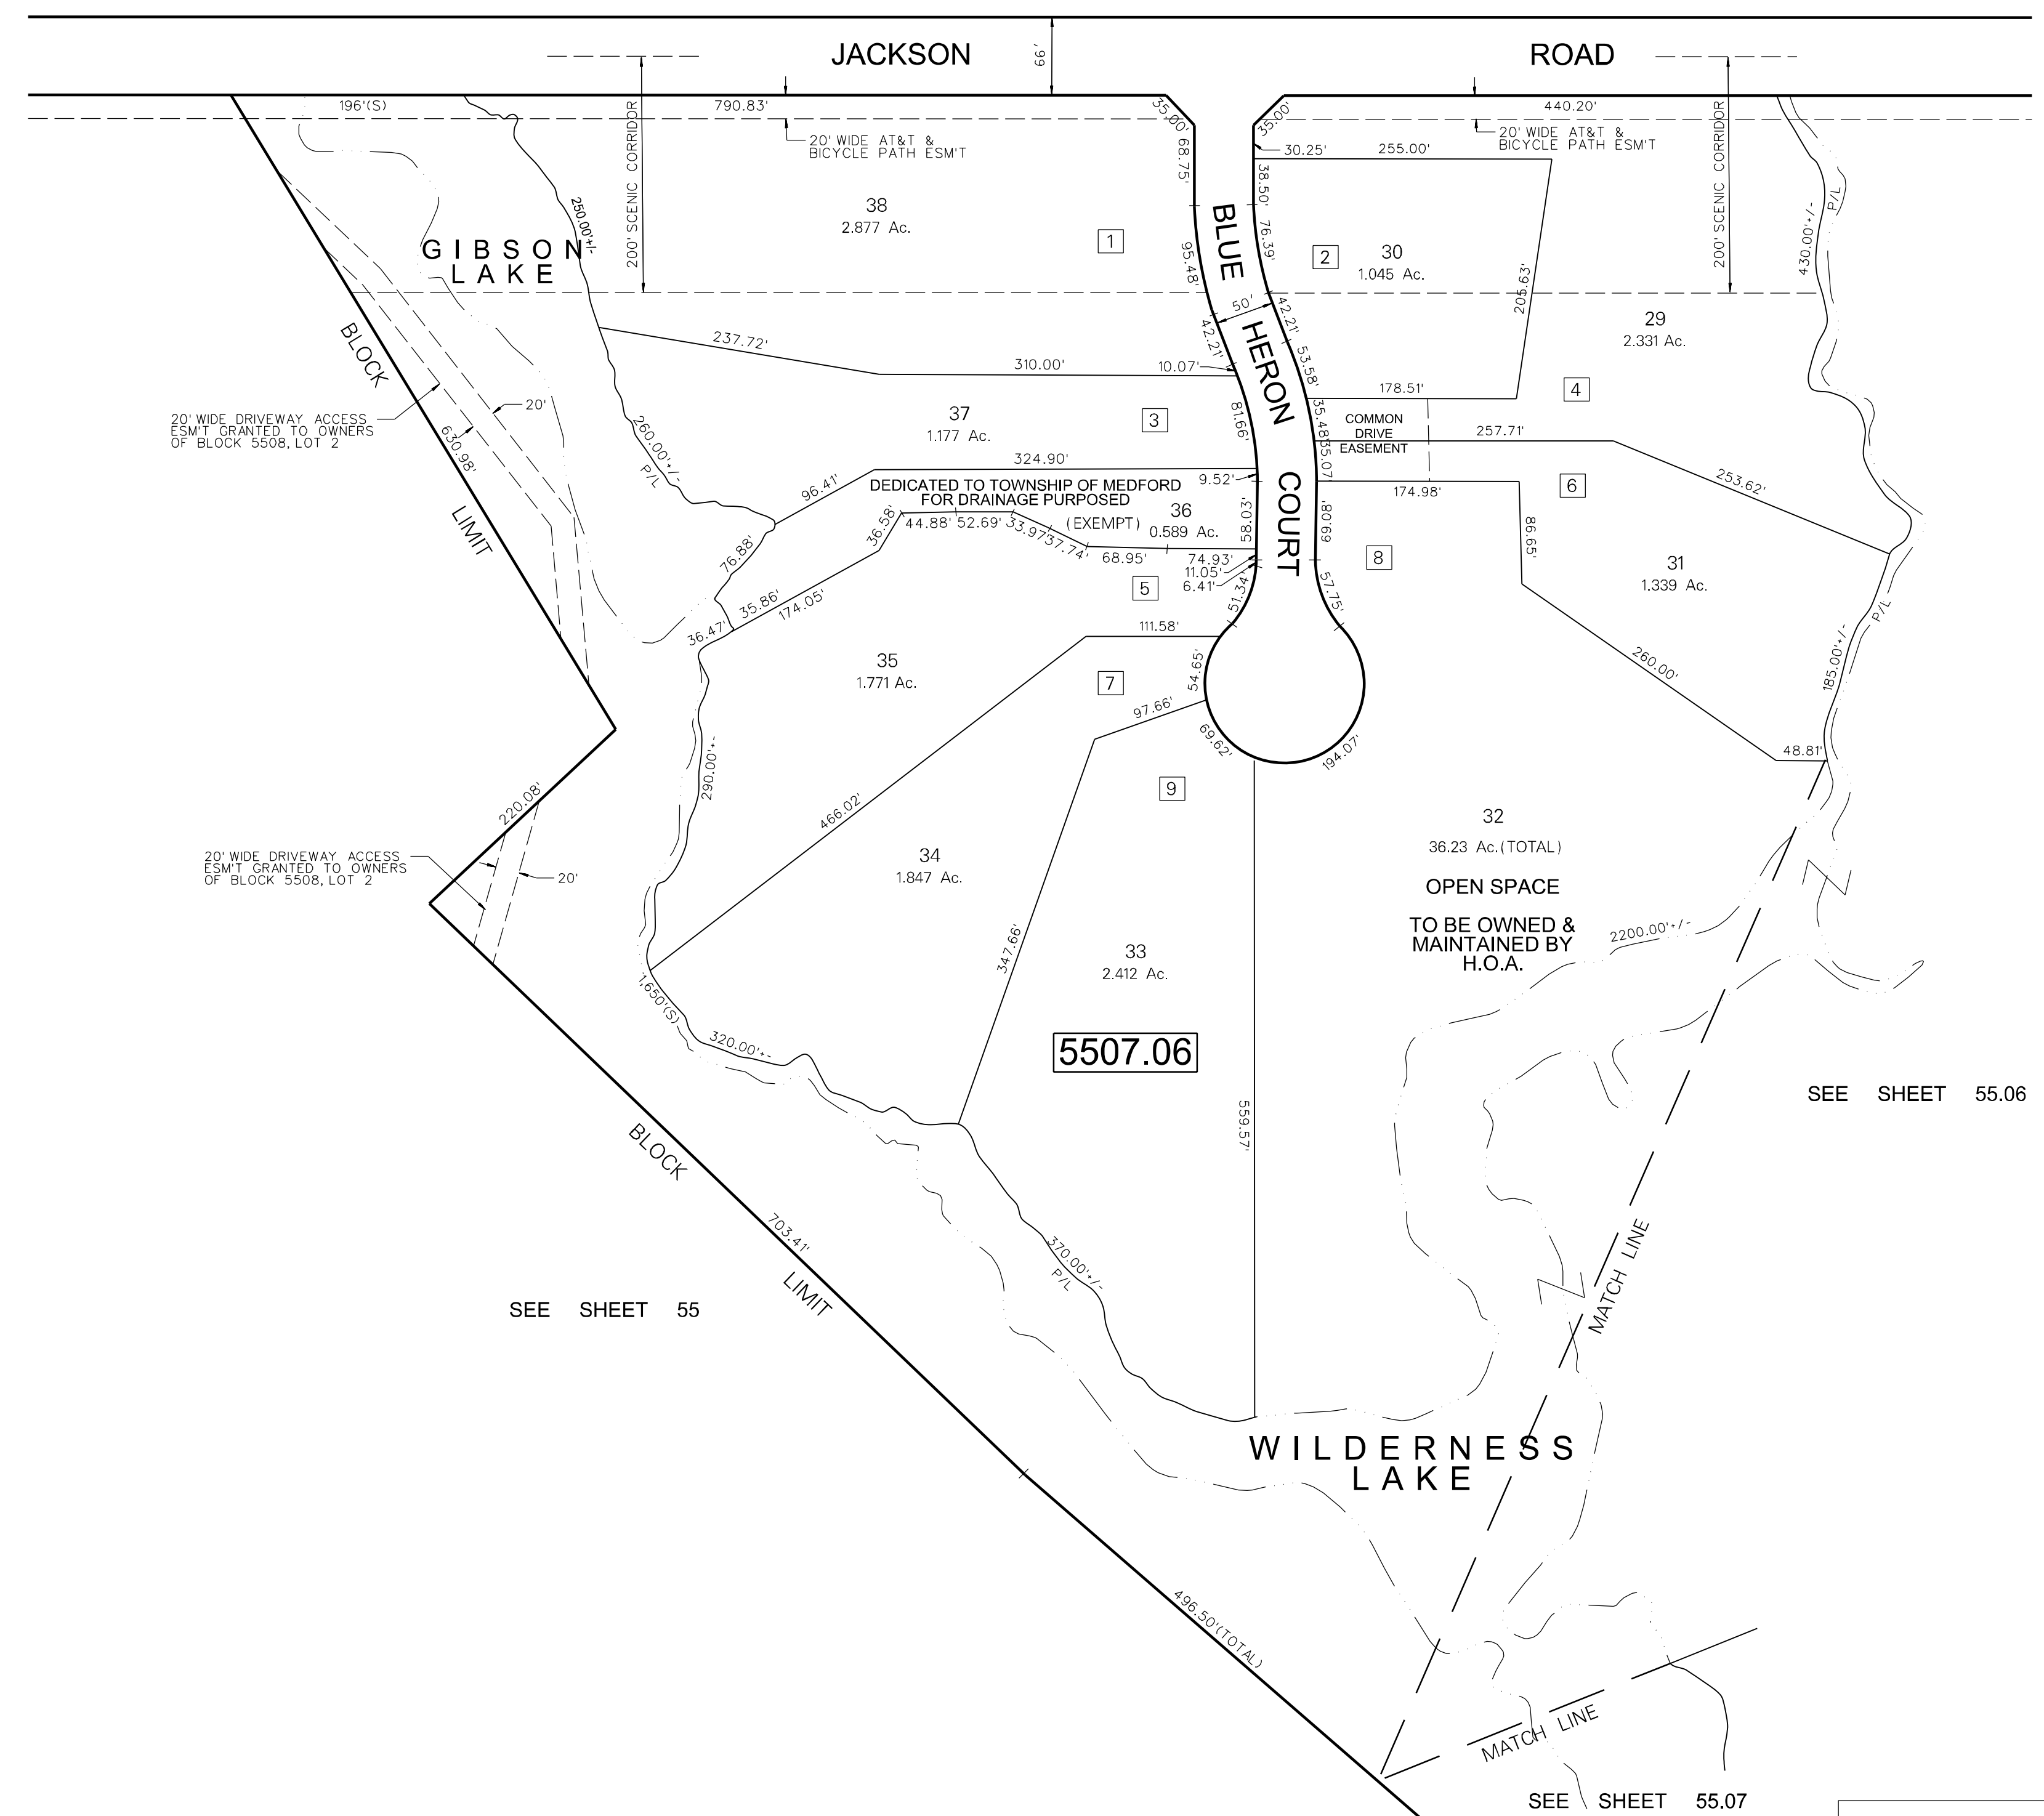 JACKSON
ROAD
66'
196'(S)
790.83'
35.00'
35.00'
440.20'
20' WIDE AT&T &
BICYCLE PATH ESM'T
20' WIDE AT&T &
BICYCLE PATH ESM'T
200' SCENIC CORRIDOR
200' SCENIC CORRIDOR
68.75'
30.25'
255.00'
38.50'
38
2.877 Ac.
1
BLUE
HERON
COURT
76.39'
95.48'
2
30
1.045 Ac.
205.63'
430.00'+/-
P/L
250.00'+/-
GIBSON
LAKE
50'
42.21'
42.21'
53.58'
29
2.331 Ac.
BLOCK
LIMIT
237.72'
310.00'
10.07'
178.51'
4
20' WIDE DRIVEWAY ACCESS
ESM'T GRANTED TO OWNERS
OF BLOCK 5508, LOT 2
20'
630.98'
260.00'+/-
P/L
37
1.177 Ac.
3
81.66'
35.48'
35.07
COMMON
DRIVE
EASEMENT
257.71'
253.62'
96.41'
324.90'
9.52'
DEDICATED TO TOWNSHIP OF MEDFORD
FOR DRAINAGE PURPOSED
(EXEMPT)
36
0.589 Ac.
174.98'
6
36.58'
44.88'
52.69'
33.97'
37.74'
68.95'
74.93'
58.03'
69.08'
11.05'
6.41'
86.65'
8
31
1.339 Ac.
76.88'
35.86'
174.05'
36.47'
5
51.34'
57.75'
111.58'
35
1.771 Ac.
7
54.65'
97.66'
69.62'
194.07'
260.00'
185.00'+/-
P/L
48.81'
290.00'+-
220.08'
466.02'
9
32
36.23 Ac.(TOTAL)
OPEN SPACE
TO BE OWNED &
MAINTAINED BY
H.O.A.
2200.00'+/-
20' WIDE DRIVEWAY ACCESS
ESM'T GRANTED TO OWNERS
OF BLOCK 5508, LOT 2
20'
34
1.847 Ac.
347.66'
33
2.412 Ac.
1,650'(S)
320.00'+-
5507.06
559.57'
SEE SHEET 55.06
BLOCK
LIMIT
703.41'
370.00'+/-
P/L
SEE SHEET 55
MATCH LINE
WILDERNESS
LAKE
496.50'(TOTAL)
MATCH LINE
SEE SHEET 55.07